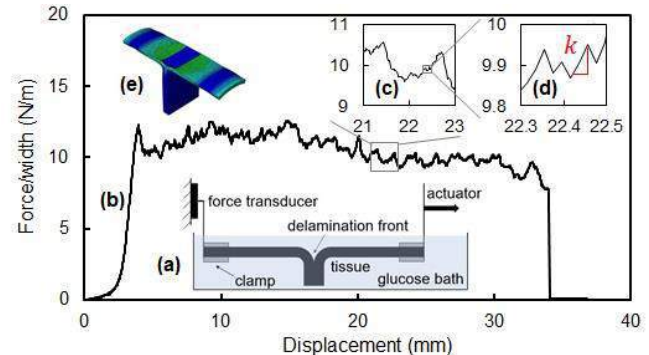 20
15
10
5
0
Force/width (N/m)
0
10
20
30
40
Displacement (mm)
(e)
(b)
(a)
force transducer
delamination front
actuator
tissue
clamp
glucose bath
11
10
9
21
22
23
(c)
10.0
9.9
9.8
22.3
22.4
22.5
k
(d)